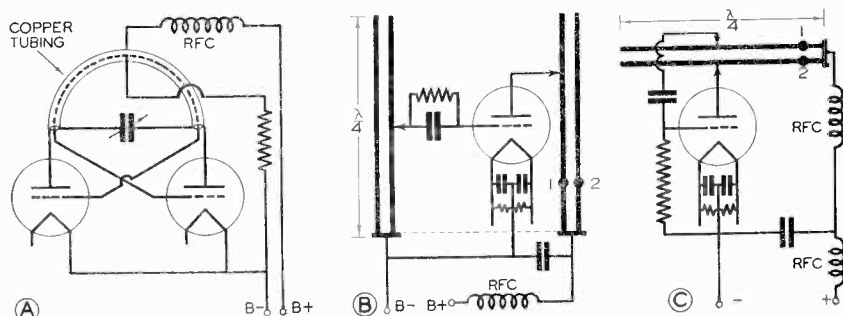 COPPER
TUBING
RFC
B-
B+
A
λ/4
1
2
B-
B+
RFC
B
λ/4
1
2
RFC
RFC
-
+
C